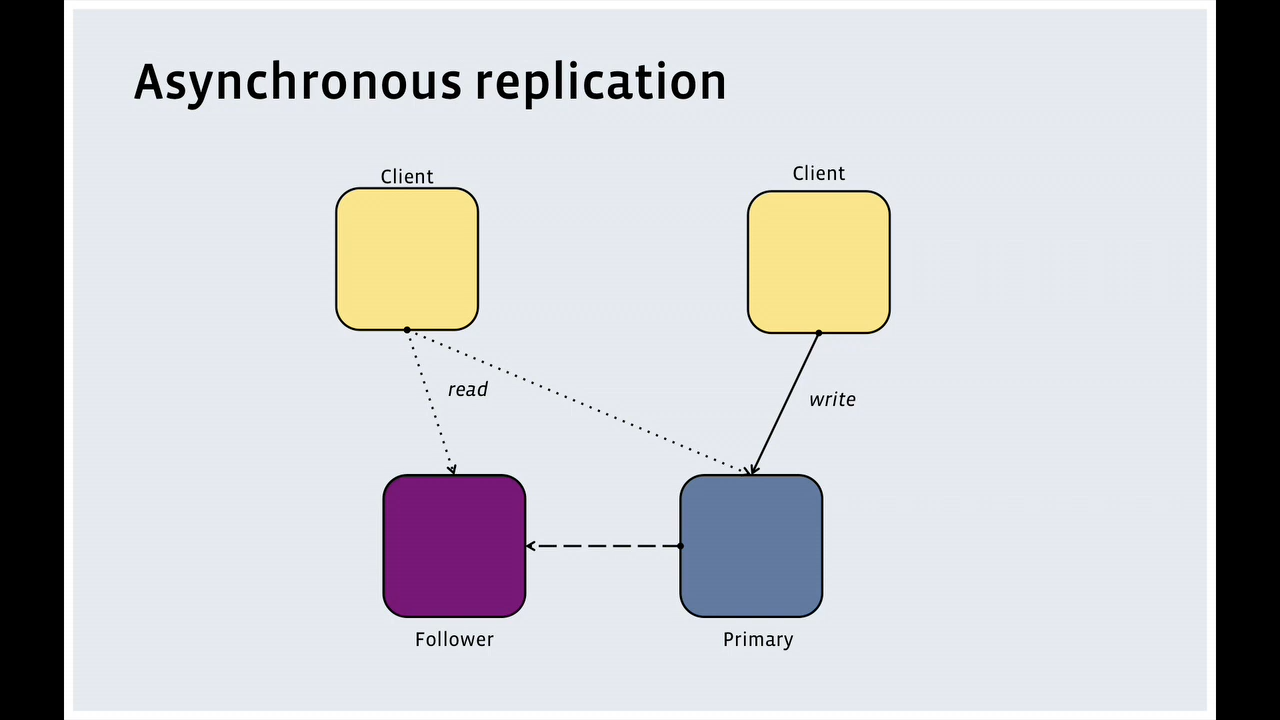 Asynchronous replication
Client
Client
read
write
Follower
Primary